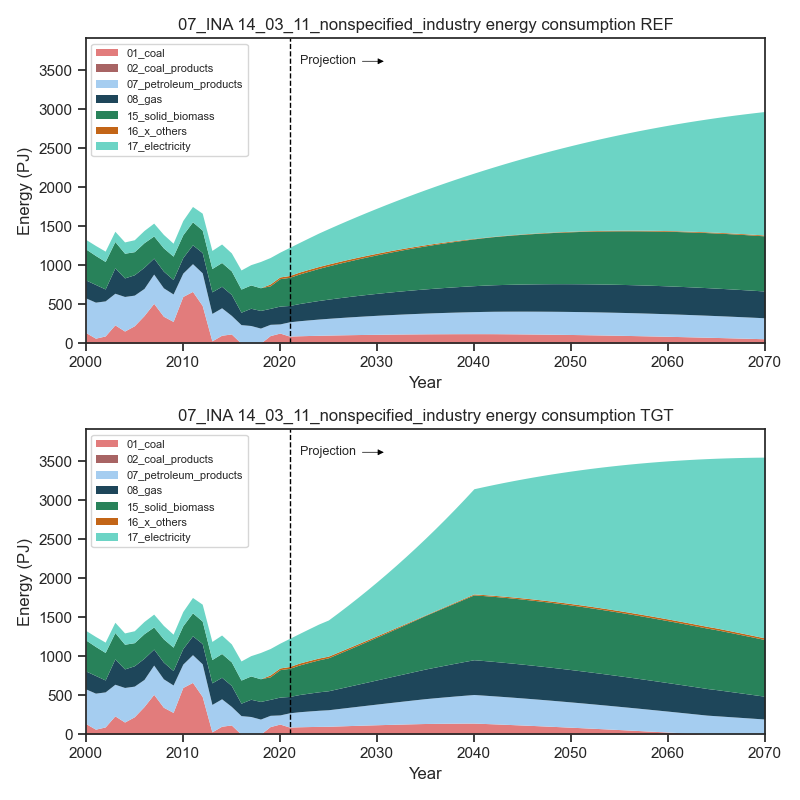 07_INA 14_03_11_nonspecified_industry energy consumption REF
01_coal
02_coal_products
07_petroleum_products
08_gas
15_solid_biomass
16_x_others
17_electricity
Projection
Energy (PJ)
3500
3000
2500
2000
1500
1000
500
0
2000
2010
2020
2030
2040
2050
2060
2070
Year
07_INA 14_03_11_nonspecified_industry energy consumption TGT
01_coal
02_coal_products
07_petroleum_products
08_gas
15_solid_biomass
16_x_others
17_electricity
Projection
Energy (PJ)
3500
3000
2500
2000
1500
1000
500
0
2000
2010
2020
2030
2040
2050
2060
2070
Year